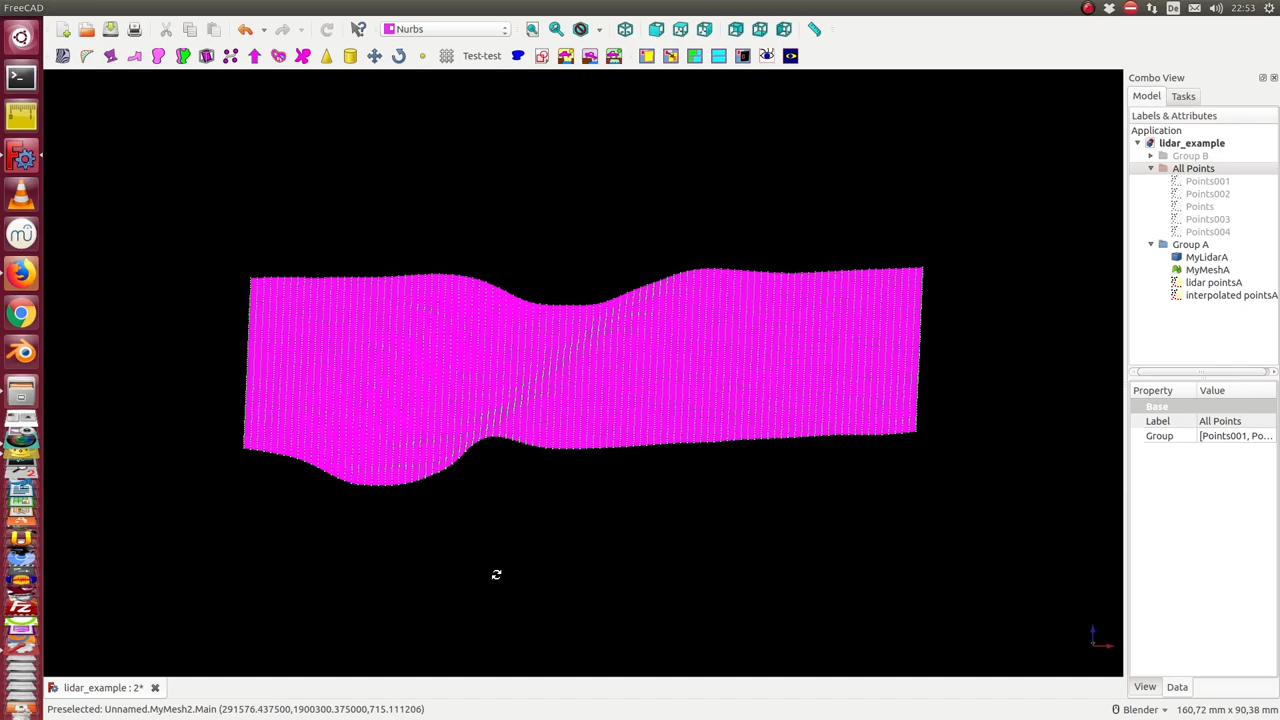 FreeCAD
De
22:53
Nurbs
Test-test
Combo View
Model
Tasks
Labels & Attributes
Application
lidar_example
Group B
All Points
Points001
Points002
Points
Points003
Points004
Group A
MyLidarA
MyMeshA
lidar pointsA
interpolated pointsA
Property
Value
Base
Label
All Points
Group
[Points001, Po...
View
Data
lidar_example : 2*
Preselected: Unnamed.MyMesh2.Main (291576.437500,1900300.375000,715.111206)
Blender
160,72 mm x 90,38 mm